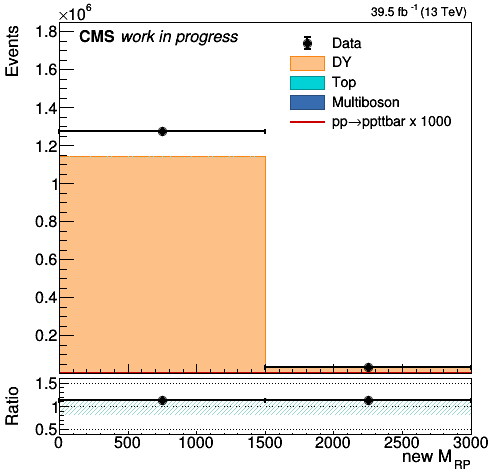 ×10^6
39.5 fb^-1 (13 TeV)
Events
CMS work in progress
Data
DY
Top
Multiboson
pp→ppttbar x 1000
1.8
1.6
1.4
1.2
1
0.8
0.6
0.4
0.2
Ratio
1.5
1
0.5
0 500 1000 1500 2000 2500 3000
new M_RP